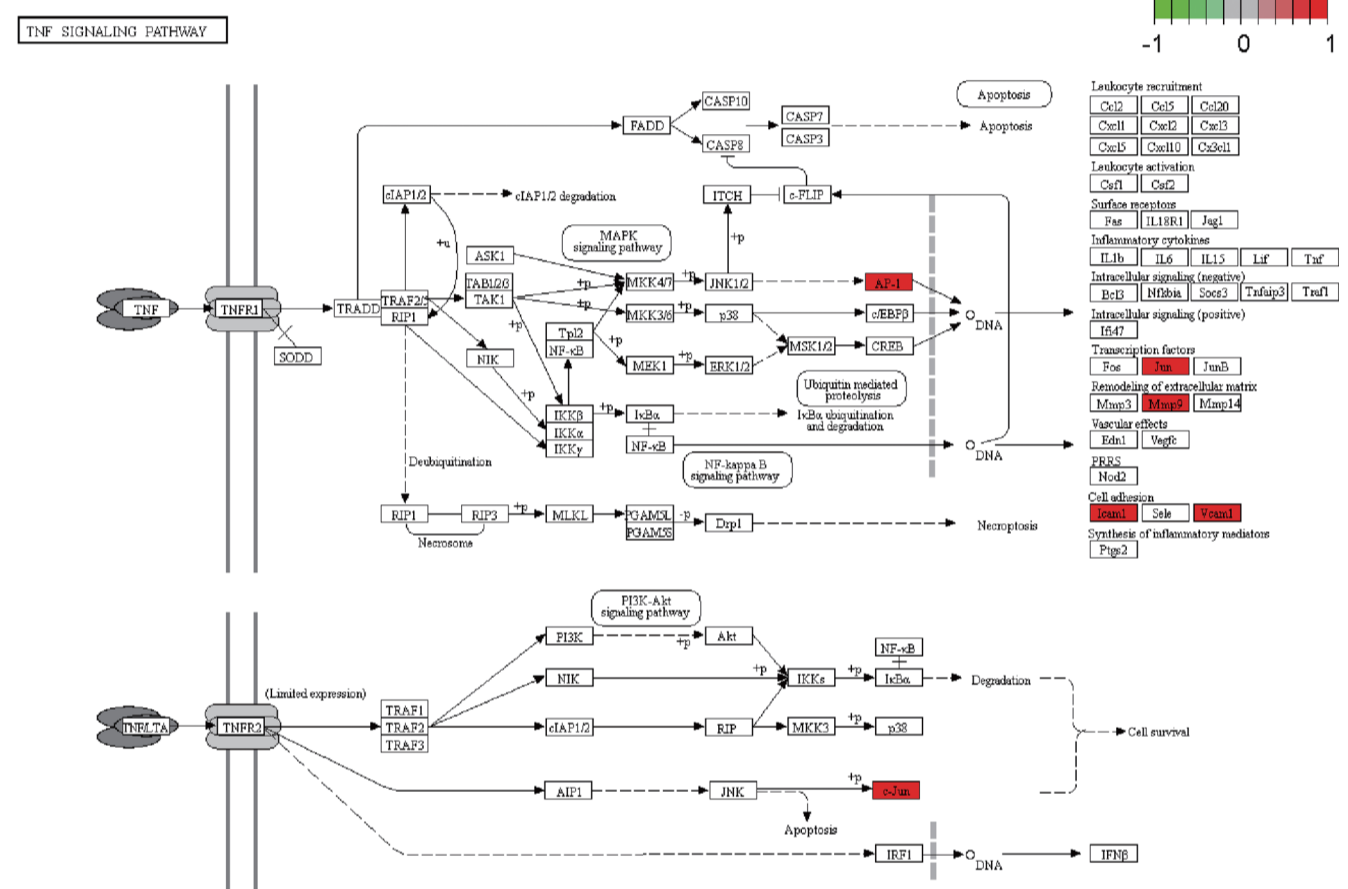 TNF SIGNALING PATHWAY
-1 0 1
Apoptosis
CASP10
FADD
CASP7
CASP3
Apoptosis
CASP8
cIAP1/2
cIAP1/2 degradation
ITCH
c-FLIP
+u
MAPK
signaling pathway
+p
ASK1
TAB1/2/3
TAK1
+p
MKK4/7
+p
JNK1/2
AP-1
TNF
TNFR1
TRADD
TRAF2/5
RIP1
+p
MKK3/6
+p
p38
c/EBPβ
DNA
SODD
+p
Tpl2
NF-κB
MSK1/2
CREB
NIK
MEK1
+p
ERK1/2
+p
Ubiquitin mediated
proteolysis
IKKβ
IKKα
IKKγ
+p
IκBα
IκBα ubiquitination
and degradation
NF-κB
DNA
Deubiquitination
NF-kappa B
signaling pathway
RIP1
RIP3
+p
MLKL
PGAM5L
PGAM5S
-p
Drp1
Necroptosis
Necrosome
Leukocyte recruitment
Ccl2 Ccl5 Ccl20
Cxcl1 Cxcl2 Cxcl3
Cxcl5 Cxcl10 Cx3cl1
Leukocyte activation
Csf1 Csf2
Surface receptors
Fas IL18R1 Jag1
Inflammatory cytokines
IL1b IL6 IL15 Lif Tnf
Intracellular signaling (negative)
Bcl3 Nfkbia Socs3 Tnfaip3 Traf1
Intracellular signaling (positive)
Ifi47
Transcription factors
Fos Jun JunB
Remodeling of extracellular matrix
Mmp3 Mmp9 Mmp14
Vascular effects
Edn1 Vegfc
PRRS
Nod2
Cell adhesion
Icam1 Sele Vcam1
Synthesis of inflammatory mediators
Ptgs2
PI3K-Akt
signaling pathway
PI3K
+p
Akt
NF-κB
NIK
+p
IKKs
+p
IκBα
Degradation
(Limited expression)
TNF/LTA
TNFR2
TRAF1
TRAF2
TRAF3
cIAP1/2
RIP
MKK3
+p
p38
Cell survival
AIP1
JNK
+p
c-Jun
Apoptosis
IRF1
DNA
IFNβ